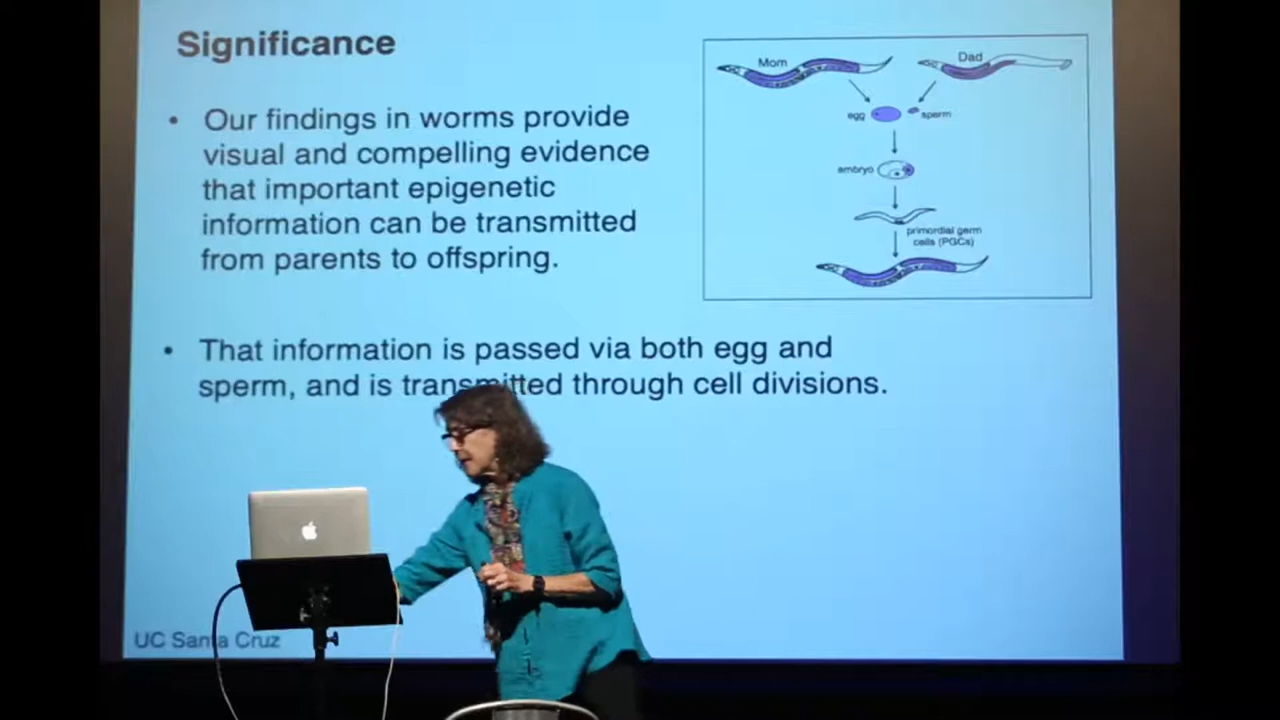 Significance
• Our findings in worms provide
visual and compelling evidence
that important epigenetic
information can be transmitted
from parents to offspring.
Mom
Dad
egg
sperm
embryo
primordial germ
cells (PGCs)
• That information is passed via both egg and
sperm, and is transmitted through cell divisions.
UC Santa Cruz